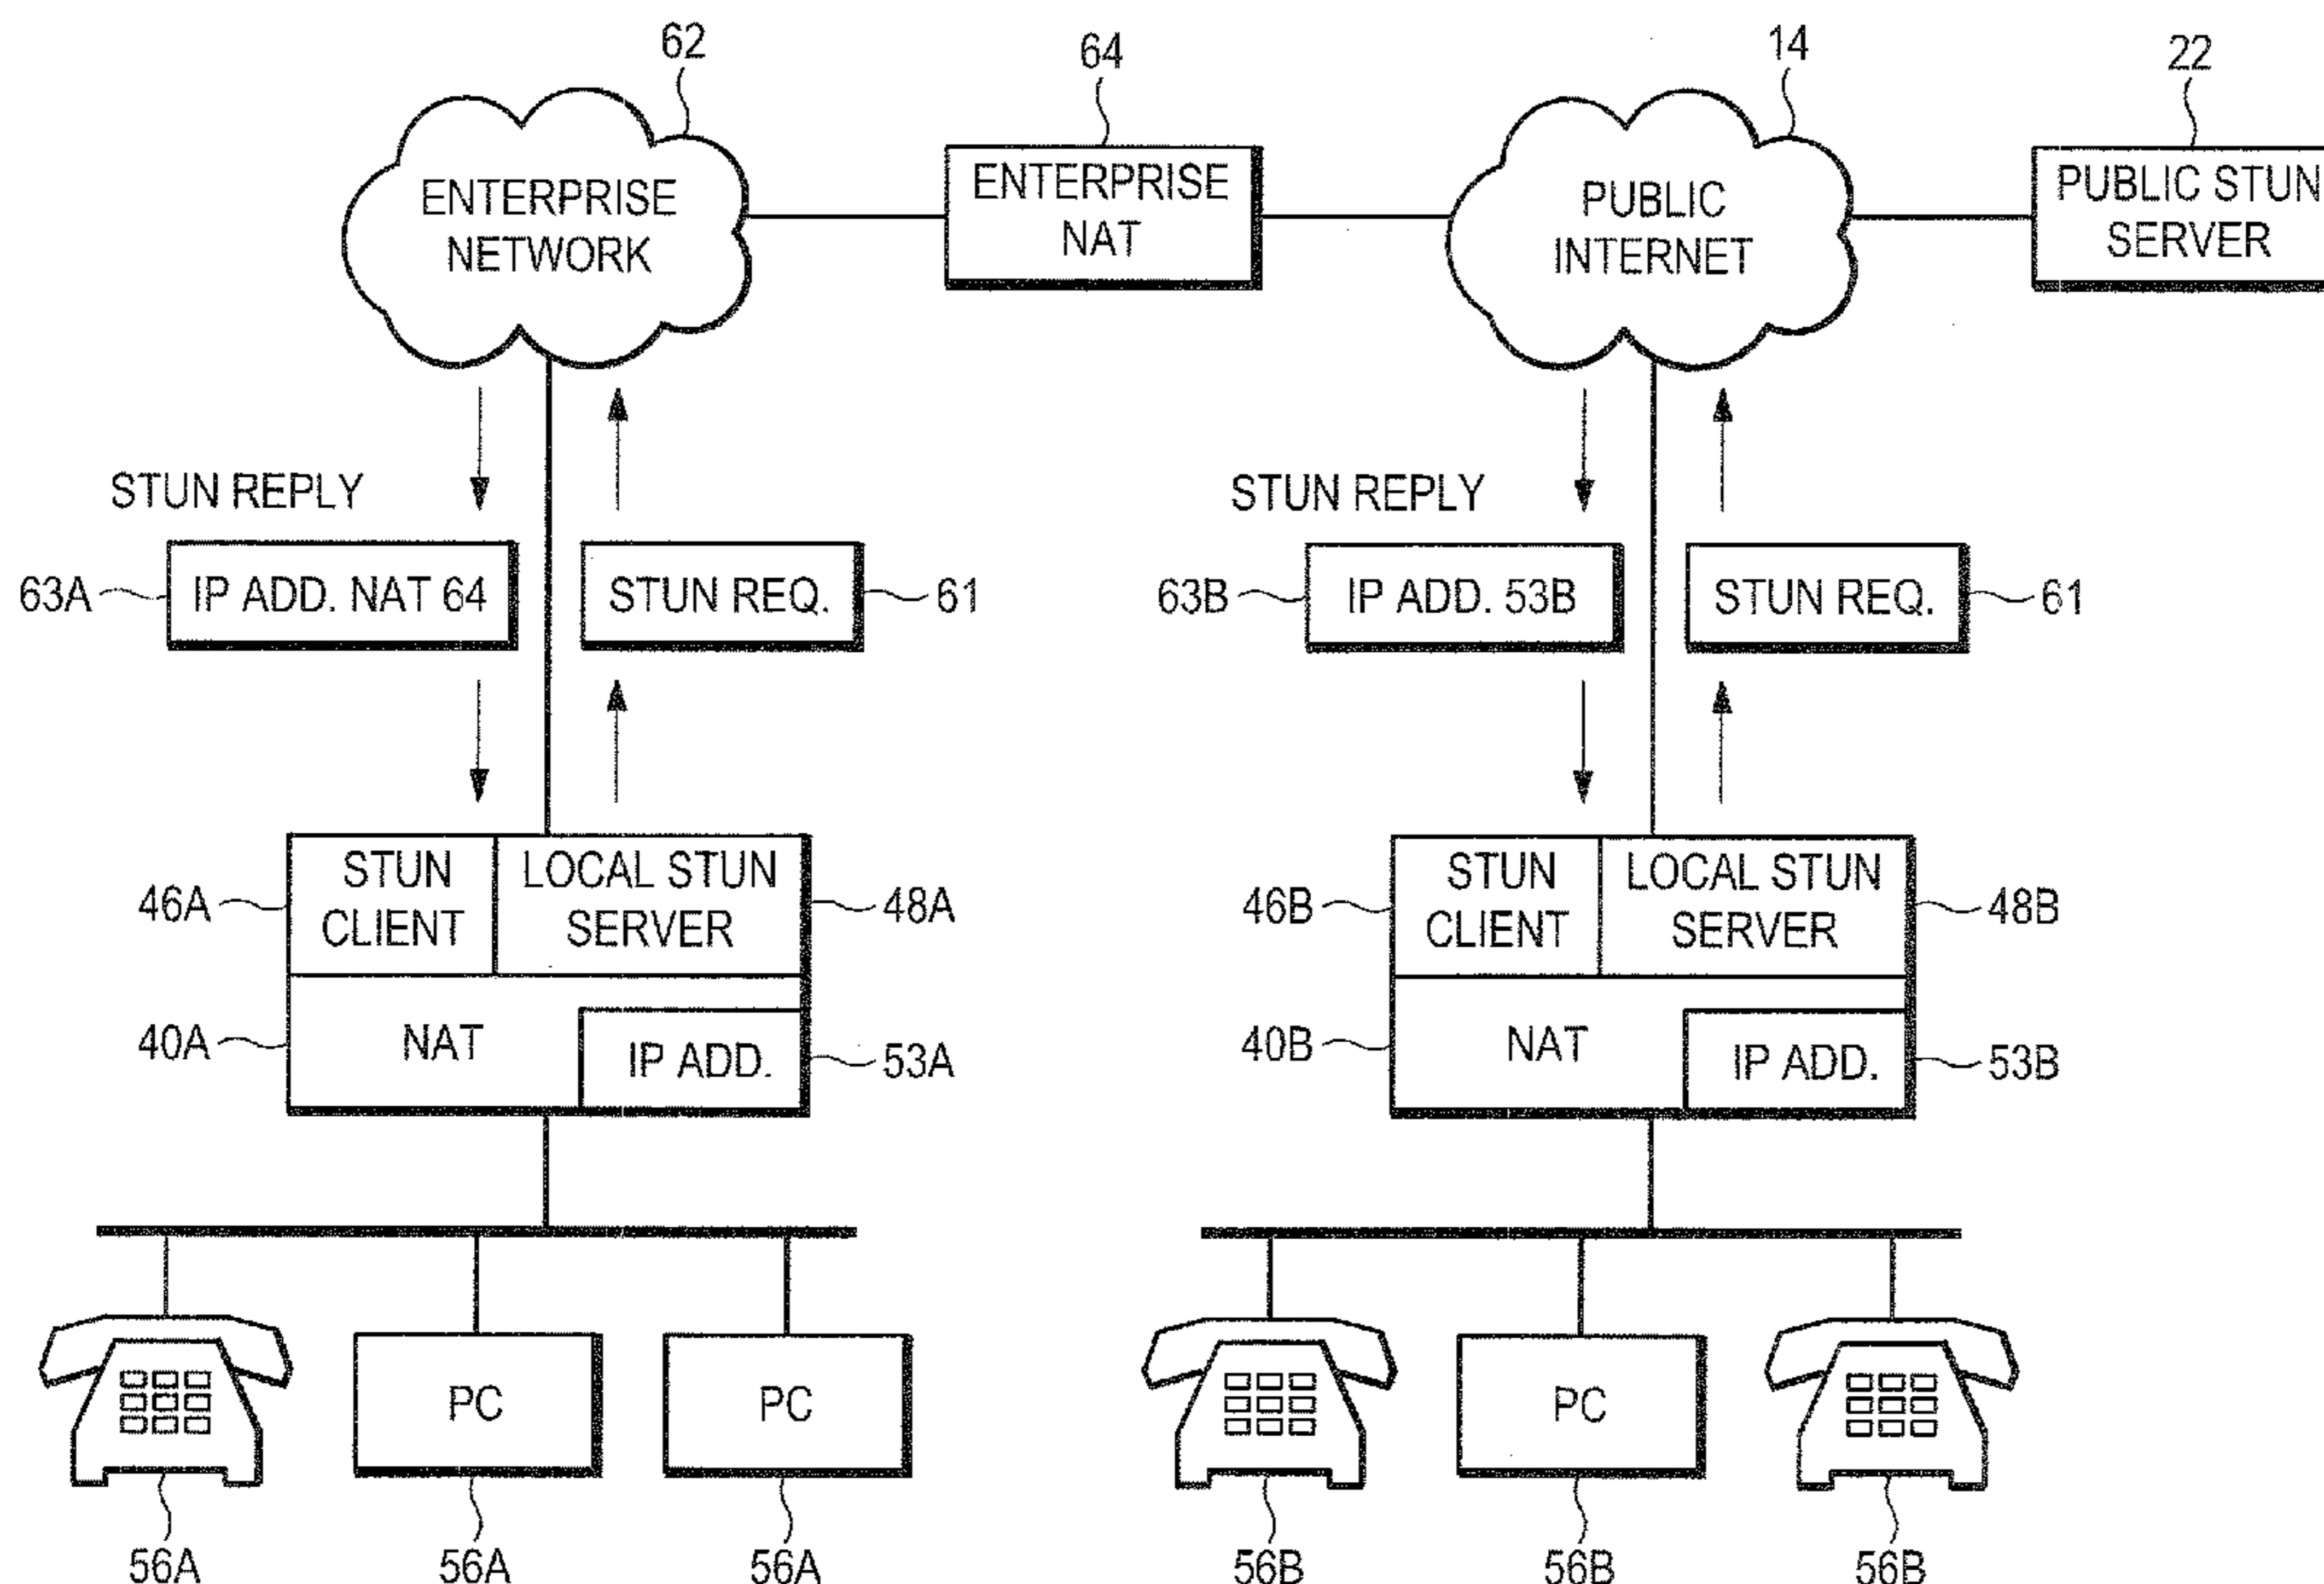 62
64
14
22
ENTERPRISE
NETWORK
ENTERPRISE
NAT
PUBLIC
INTERNET
PUBLIC STUN
SERVER
STUN REPLY
STUN REPLY
63A
IP ADD. NAT 64
STUN REQ.
61
63B
IP ADD. 53B
STUN REQ.
61
46A
STUN
CLIENT
LOCAL STUN
SERVER
48A
46B
STUN
CLIENT
LOCAL STUN
SERVER
48B
40A
NAT
IP ADD.
53A
40B
NAT
IP ADD.
53B
PC
PC
PC
56A
56A
56A
56B
56B
56B